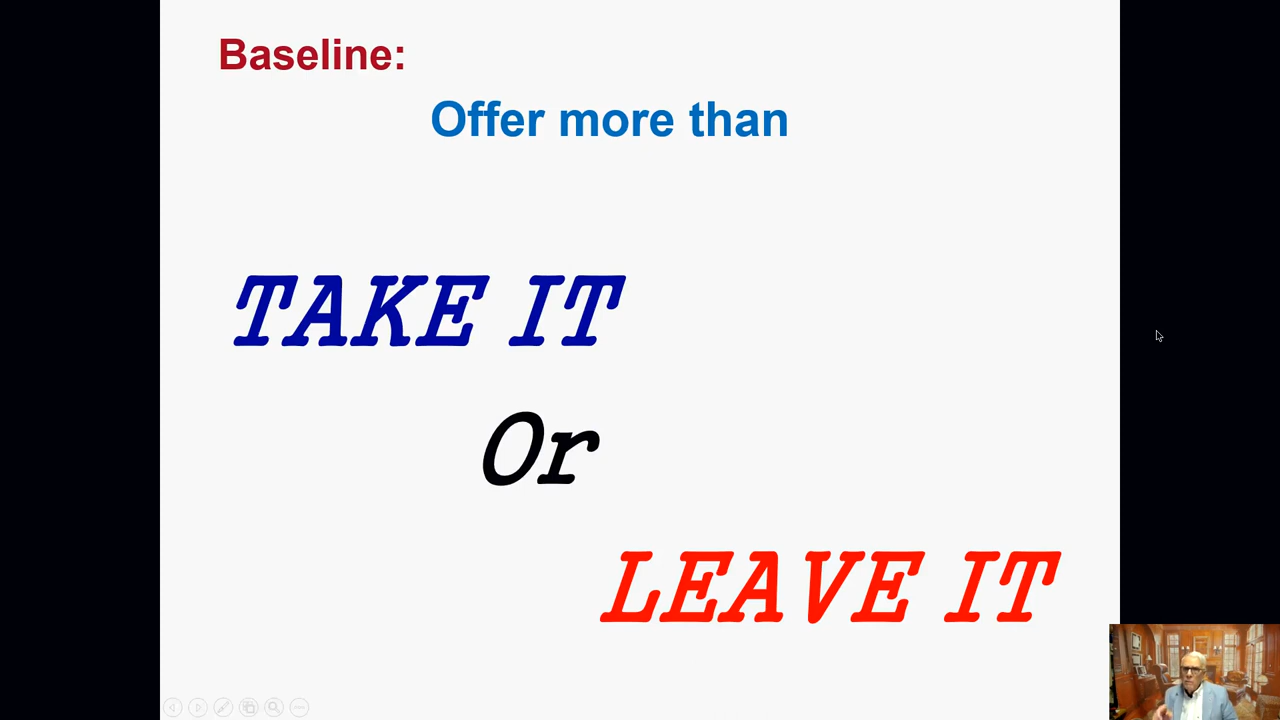 Baseline:
Offer more than
TAKE IT
Or
LEAVE IT